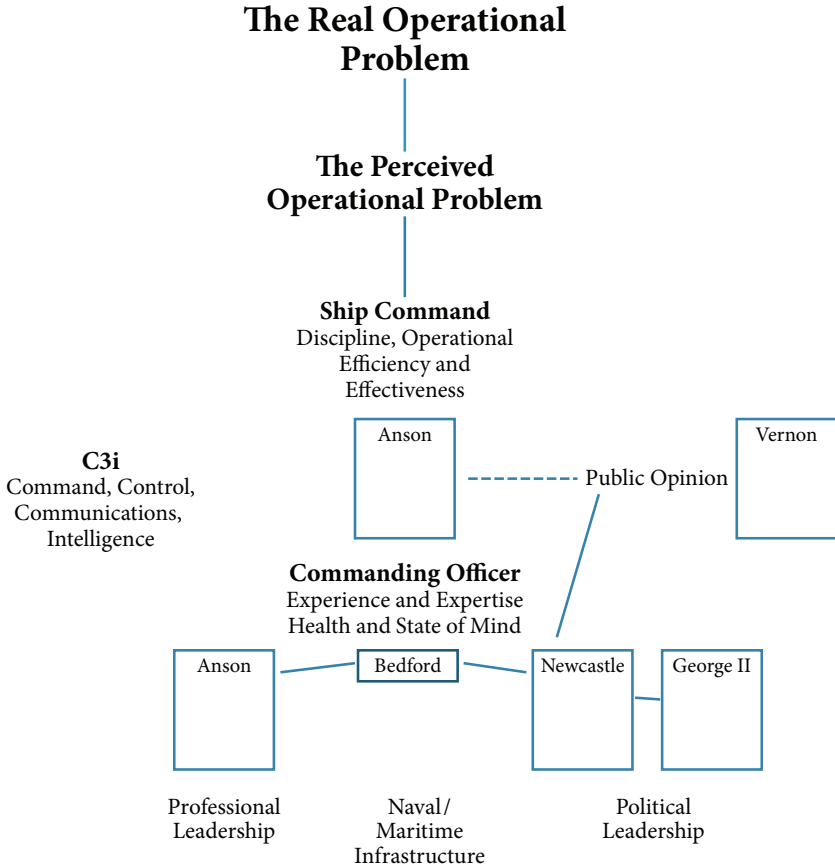 The Real Operational
Problem
The Perceived
Operational Problem
Ship Command
Discipline, Operational
Efficiency and
Effectiveness
Anson
Vernon
C3i
Command, Control,
Communications,
Intelligence
Public Opinion
Commanding Officer
Experience and Expertise
Health and State of Mind
Anson
Bedford
Newcastle
George II
Professional
Leadership
Naval/
Maritime
Infrastructure
Political
Leadership